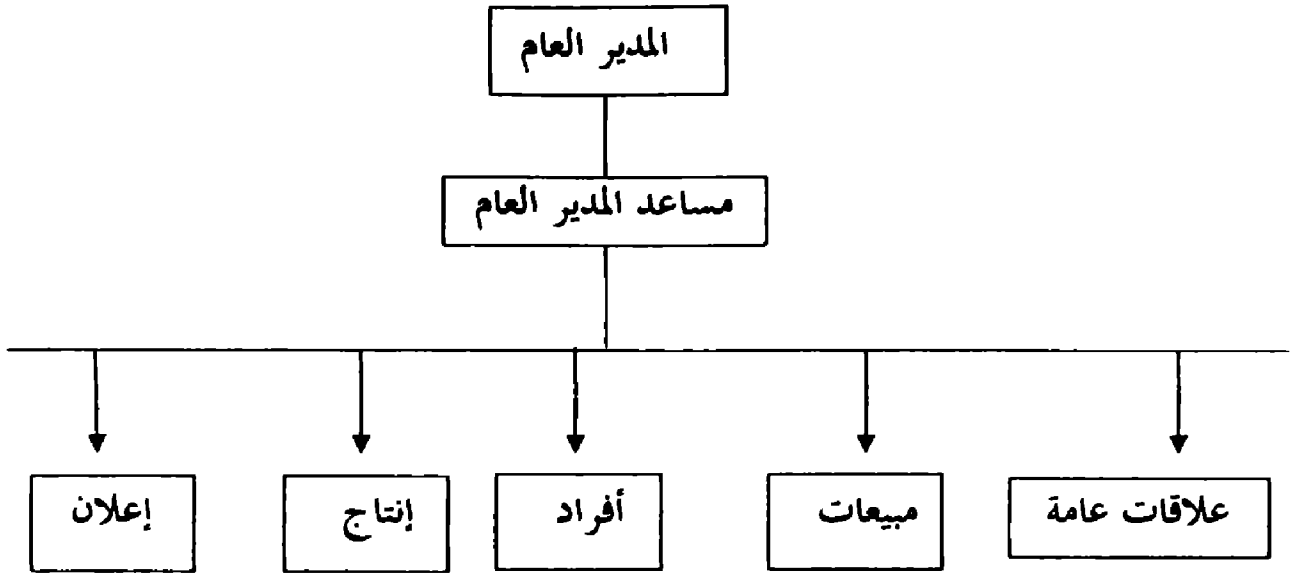 المدير العام
مساعد المدير العام
علاقات عامة
مبيعات
أفراد
إنتاج
إعلان